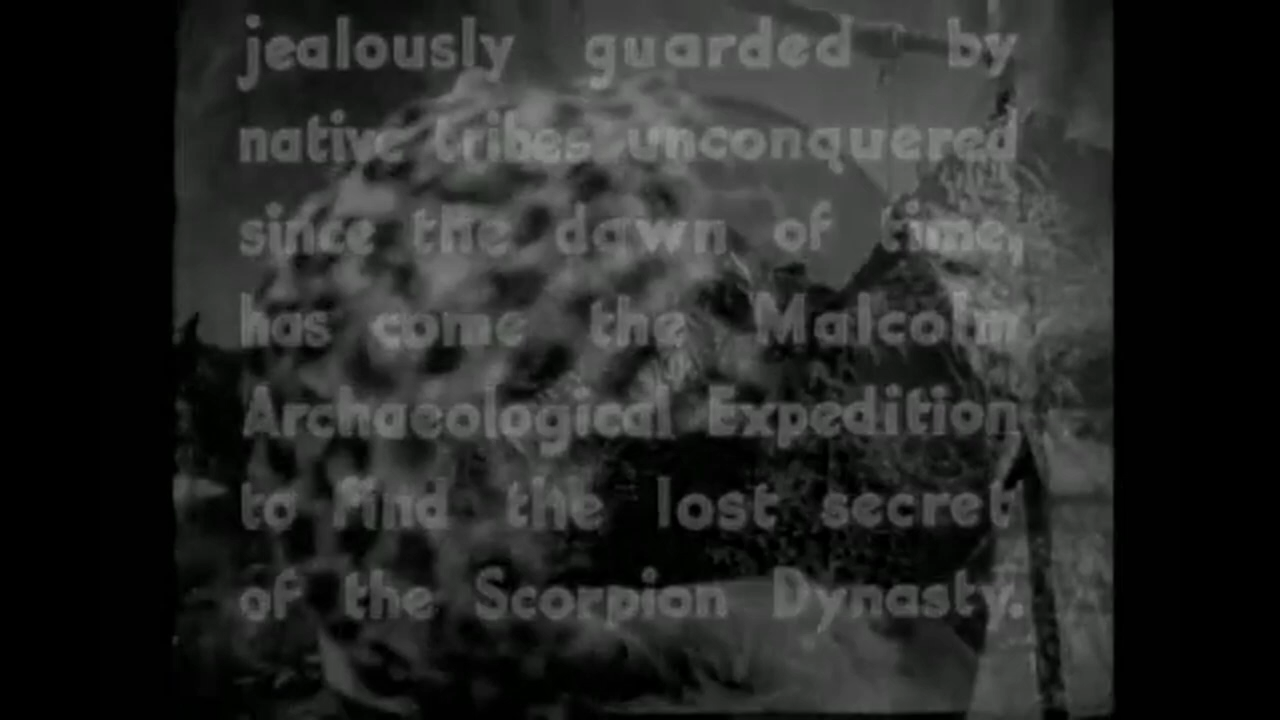 jealously guarded by
native tribes unconquered
since the dawn of time,
has come the Malcolm
Archaeological Expedition
to find the lost secret
of the Scorpion Dynasty.